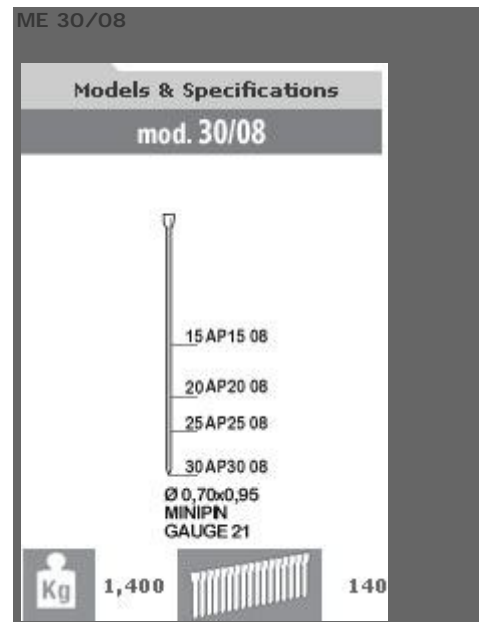 ME 30/08
Models & Specifications
mod. 30/08
15 AP15 08
20 AP20 08
25 AP25 08
30 AP30 08
Ø 0,70x0,95
MINIPIN
GAUGE 21
Kg 1,400 140